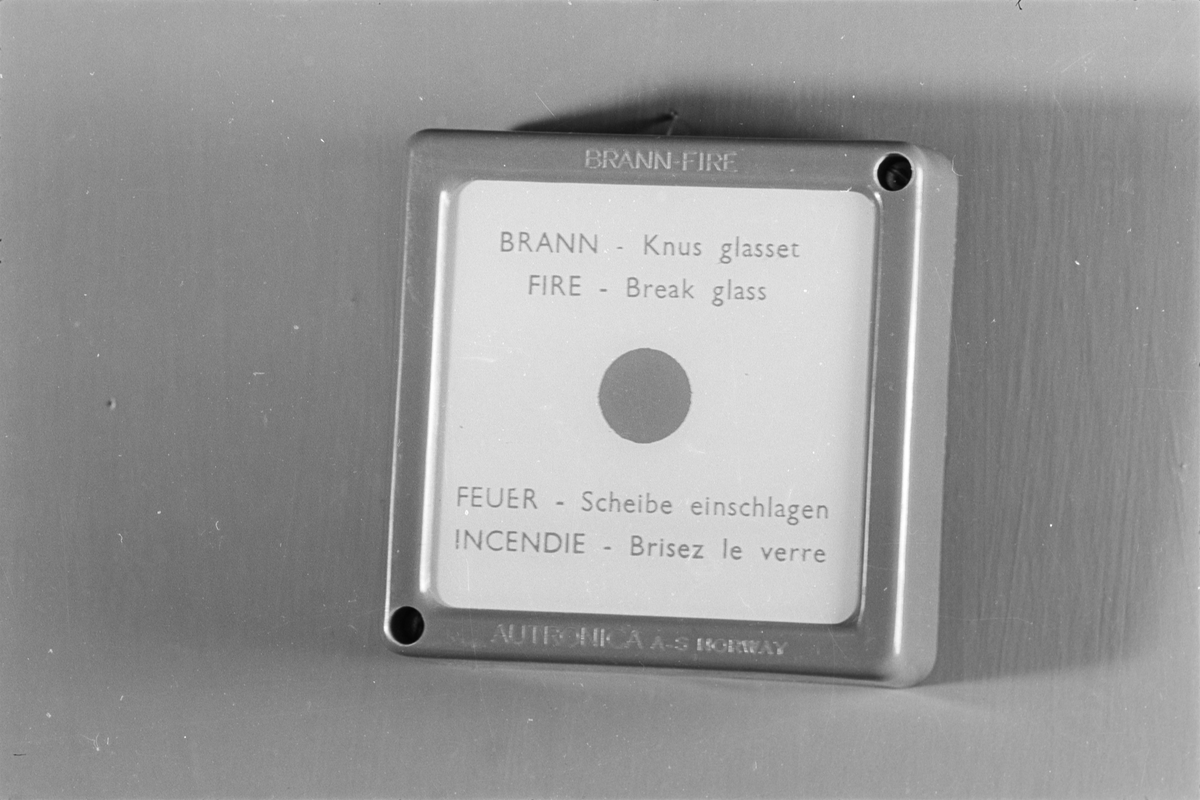 BRANN-FIRE
BRANN - Knus glasset
FIRE - Break glass
FEUER - Scheibe einschlagen
INCENDIE - Brisez le verre
AUTRONICA A-S NORWAY